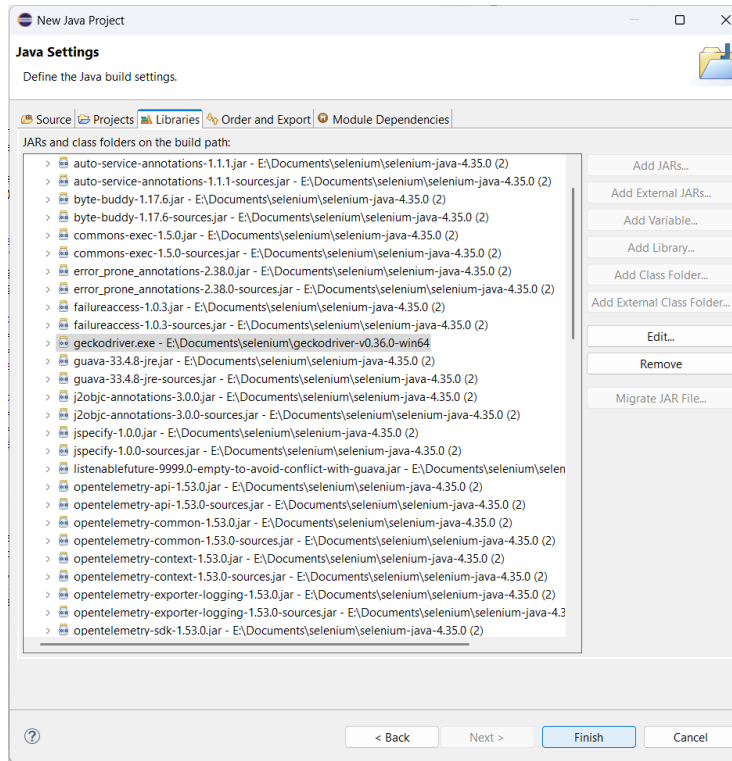 New Java Project
Java Settings
Define the Java build settings.
Source Projects Libraries Order and Export Module Dependencies
JARs and class folders on the build path:
auto-service-annotations-1.1.1.jar - E:\Documents\selenium\selenium-java-4.35.0 (2)
auto-service-annotations-1.1.1-sources.jar - E:\Documents\selenium\selenium-java-4.35.0 (2)
byte-buddy-1.17.6.jar - E:\Documents\selenium\selenium-java-4.35.0 (2)
byte-buddy-1.17.6-sources.jar - E:\Documents\selenium\selenium-java-4.35.0 (2)
commons-exec-1.5.0.jar - E:\Documents\selenium\selenium-java-4.35.0 (2)
commons-exec-1.5.0-sources.jar - E:\Documents\selenium\selenium-java-4.35.0 (2)
error_prone_annotations-2.38.0.jar - E:\Documents\selenium\selenium-java-4.35.0 (2)
error_prone_annotations-2.38.0-sources.jar - E:\Documents\selenium\selenium-java-4.35.0 (2)
failureaccess-1.0.3.jar - E:\Documents\selenium\selenium-java-4.35.0 (2)
failureaccess-1.0.3-sources.jar - E:\Documents\selenium\selenium-java-4.35.0 (2)
geckodriver.exe - E:\Documents\selenium\geckodriver-v0.36.0-win64
guava-33.4.8-jre.jar - E:\Documents\selenium\selenium-java-4.35.0 (2)
guava-33.4.8-jre-sources.jar - E:\Documents\selenium\selenium-java-4.35.0 (2)
j2objc-annotations-3.0.0.jar - E:\Documents\selenium\selenium-java-4.35.0 (2)
j2objc-annotations-3.0.0-sources.jar - E:\Documents\selenium\selenium-java-4.35.0 (2)
jspecify-1.0.0.jar - E:\Documents\selenium\selenium-java-4.35.0 (2)
jspecify-1.0.0-sources.jar - E:\Documents\selenium\selenium-java-4.35.0 (2)
listenablefuture-9999.0-empty-to-avoid-conflict-with-guava.jar - E:\Documents\selenium\selen
opentelemetry-api-1.53.0.jar - E:\Documents\selenium\selenium-java-4.35.0 (2)
opentelemetry-api-1.53.0-sources.jar - E:\Documents\selenium\selenium-java-4.35.0 (2)
opentelemetry-common-1.53.0.jar - E:\Documents\selenium\selenium-java-4.35.0 (2)
opentelemetry-common-1.53.0-sources.jar - E:\Documents\selenium\selenium-java-4.35.0 (2)
opentelemetry-context-1.53.0.jar - E:\Documents\selenium\selenium-java-4.35.0 (2)
opentelemetry-context-1.53.0-sources.jar - E:\Documents\selenium\selenium-java-4.35.0 (2)
opentelemetry-exporter-logging-1.53.0.jar - E:\Documents\selenium\selenium-java-4.35.0 (2)
opentelemetry-exporter-logging-1.53.0-sources.jar - E:\Documents\selenium\selenium-java-4.3
opentelemetry-sdk-1.53.0.jar - E:\Documents\selenium\selenium-java-4.35.0 (2)
Add JARs...
Add External JARs...
Add Variable...
Add Library...
Add Class Folder...
Add External Class Folder...
Edit...
Remove
Migrate JAR File...
< Back Next > Finish Cancel